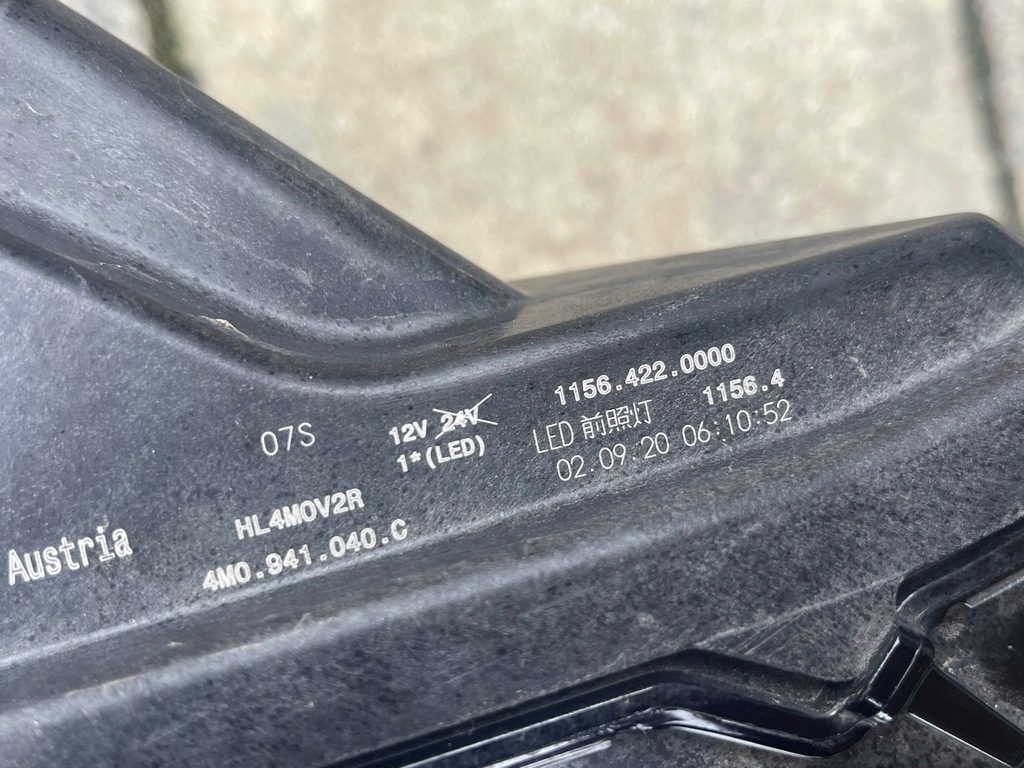 1156.422.0000
07S
12V 24V
1156.4
1*(LED)
LED 前照灯
02.09.20 06:10:52
HL4M0V2R
Austria
4M0.941.040.C